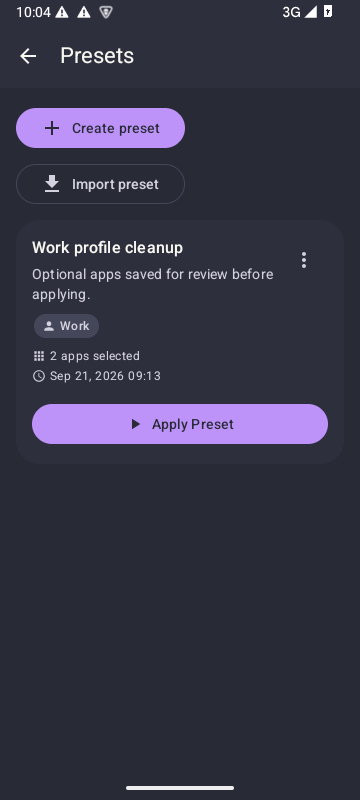 10:04
3G
Presets
Create preset
Import preset
Work profile cleanup
Optional apps saved for review before
applying.
Work
2 apps selected
Sep 21, 2026 09:13
Apply Preset